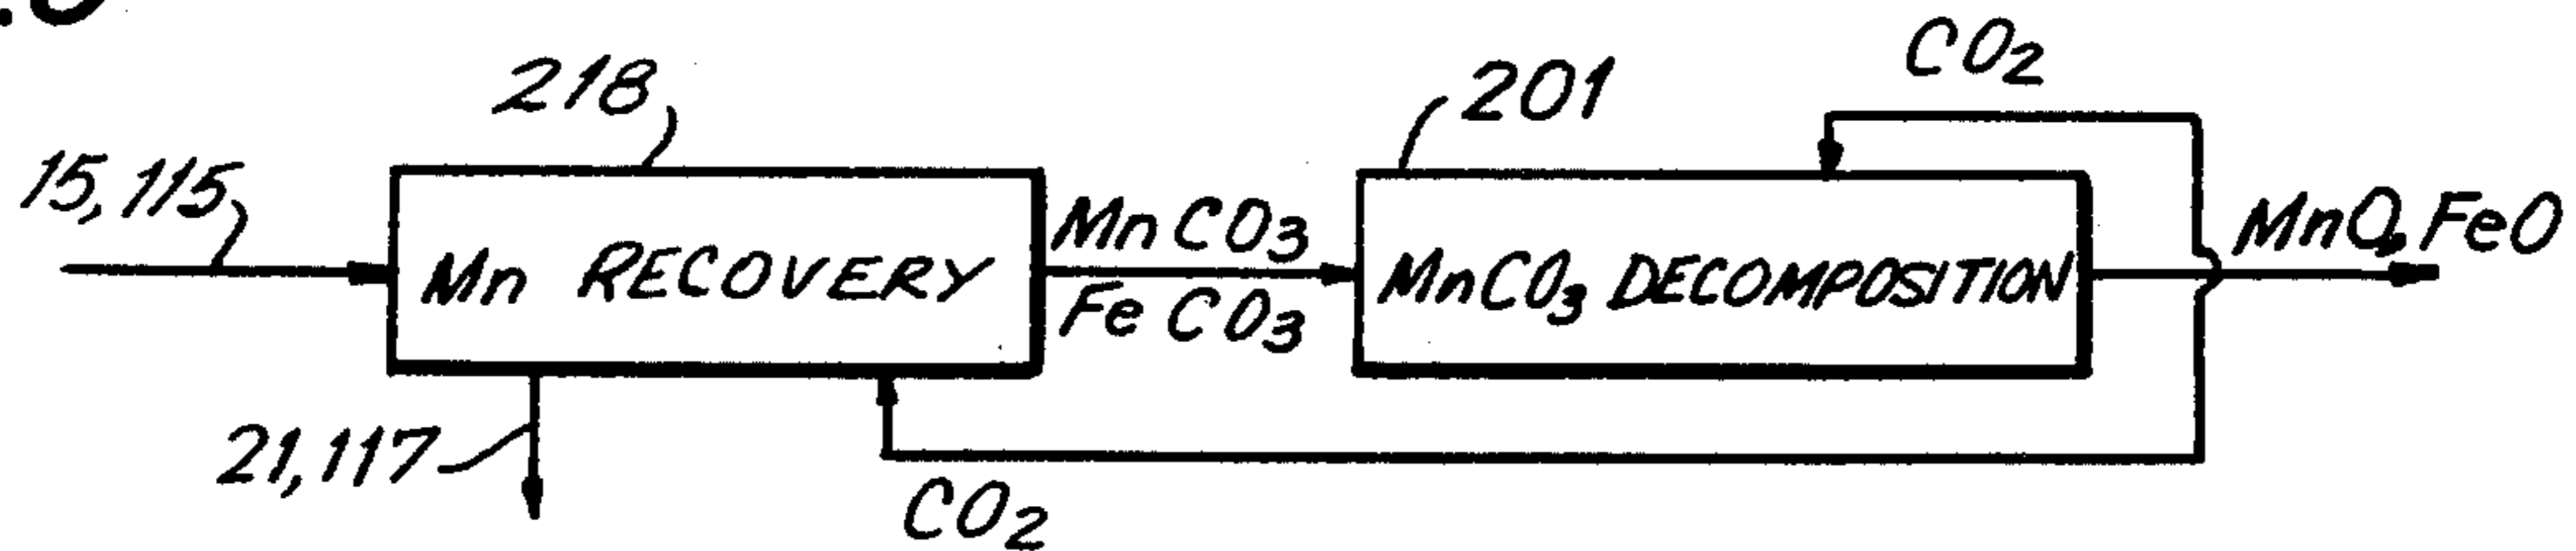 CO₂
218
201
15,115
MnCO₃
MnO, FeO
Mn RECOVERY
MnCO₃ DECOMPOSITION
FeCO₃
21,117
CO₂